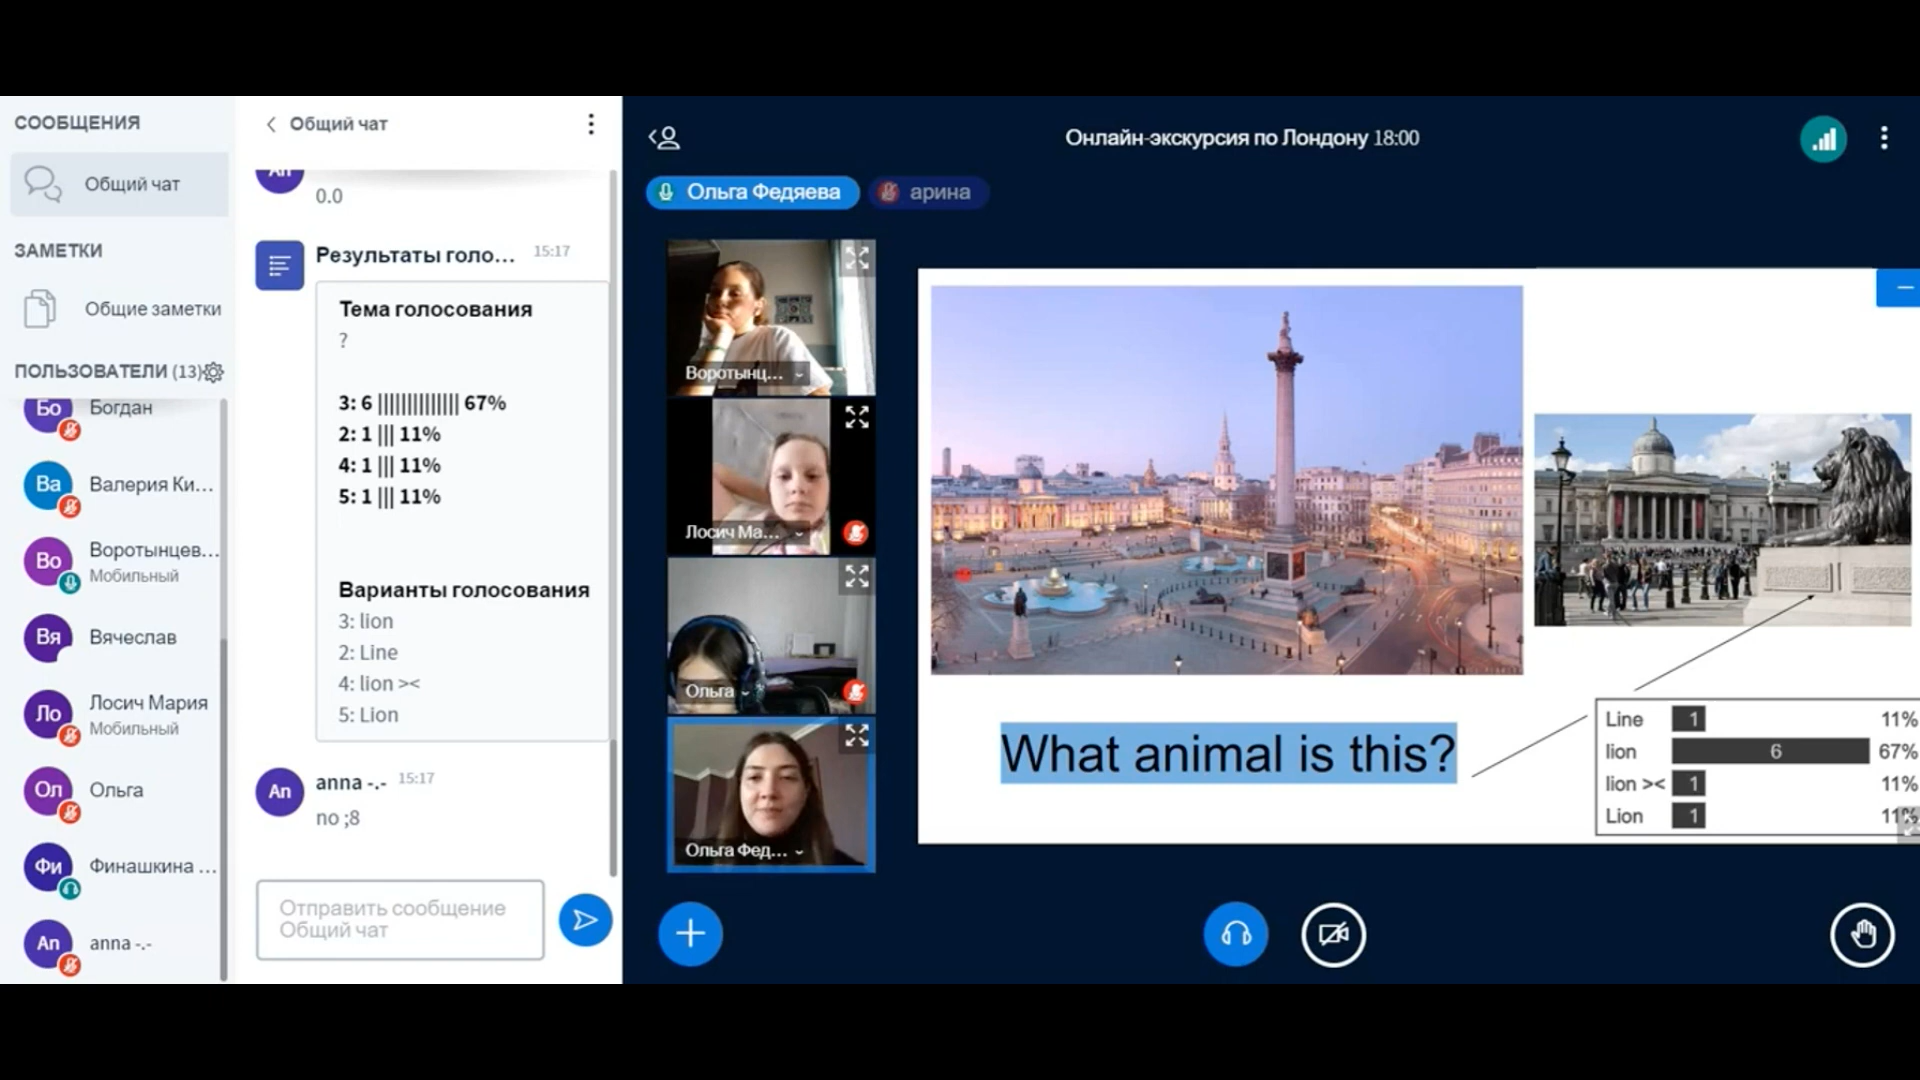 СООБЩЕНИЯ
Общий чат
ЗАМЕТКИ
Общие заметки
ПОЛЬЗОВАТЕЛИ (13)
Бо
Богдан
Ва
Валерия Ки...
Во
Воротынцев...
Мобильный
Вя
Вячеслав
Ло
Лосич Мария
Мобильный
Ол
Ольга
Фи
Финашкина ...
An
anna -.-
Общий чат
An
0.0
Результаты голо... 15:17
Тема голосования
?
3: 6 |||||||||||||| 67%
2: 1 ||| 11%
4: 1 ||| 11%
5: 1 ||| 11%
Варианты голосования
3: lion
2: Line
4: lion ><
5: Lion
An
anna -.- 15:17
no ;8
Отправить сообщение
Общий чат
Онлайн-экскурсия по Лондону 18:00
Ольга Федяева
арина
Воротынц...
Лосич Ма...
Ольга
Ольга Фед...
What animal is this?
Line 1 11%
lion 6 67%
lion >< 1 11%
Lion 1 11%